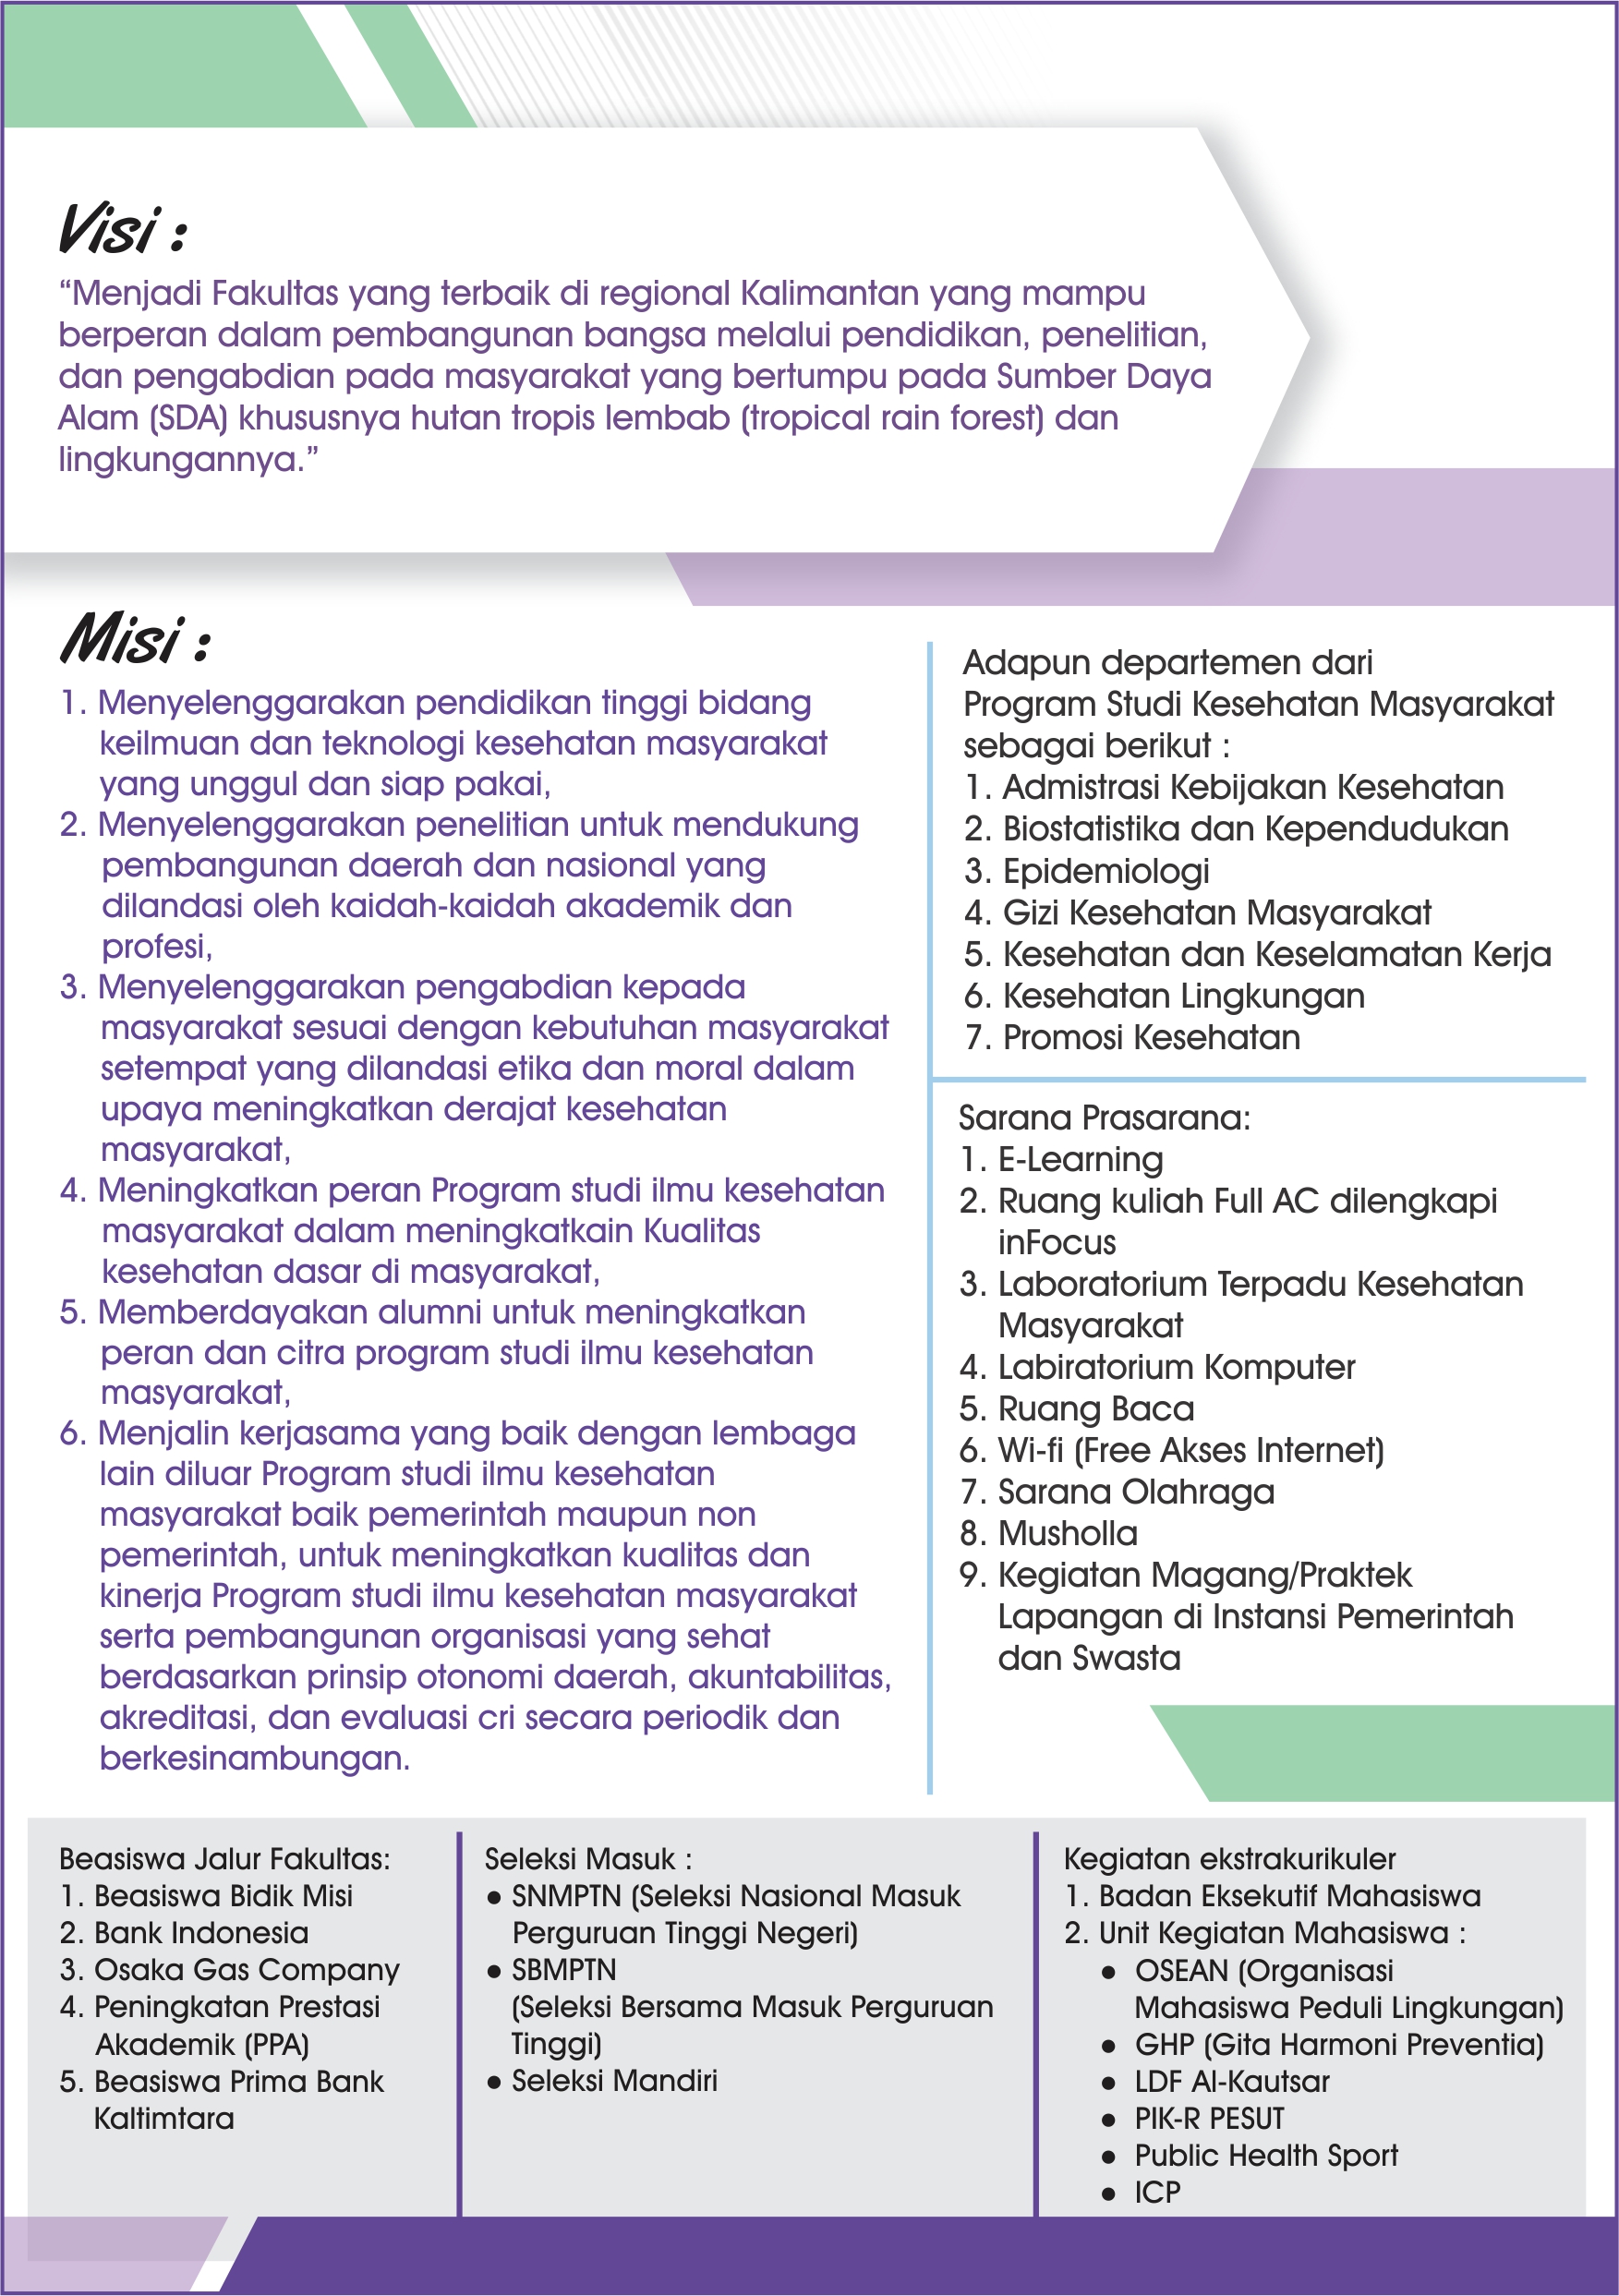 Visi :
“Menjadi Fakultas yang terbaik di regional Kalimantan yang mampu
berperan dalam pembangunan bangsa melalui pendidikan, penelitian,
dan pengabdian pada masyarakat yang bertumpu pada Sumber Daya
Alam (SDA) khususnya hutan tropis lembab (tropical rain forest) dan
lingkungannya.”
Misi :
1. Menyelenggarakan pendidikan tinggi bidang
keilmuan dan teknologi kesehatan masyarakat
yang unggul dan siap pakai,
2. Menyelenggarakan penelitian untuk mendukung
pembangunan daerah dan nasional yang
dilandasi oleh kaidah-kaidah akademik dan
profesi,
3. Menyelenggarakan pengabdian kepada
masyarakat sesuai dengan kebutuhan masyarakat
setempat yang dilandasi etika dan moral dalam
upaya meningkatkan derajat kesehatan
masyarakat,
4. Meningkatkan peran Program studi ilmu kesehatan
masyarakat dalam meningkatkain Kualitas
kesehatan dasar di masyarakat,
5. Memberdayakan alumni untuk meningkatkan
peran dan citra program studi ilmu kesehatan
masyarakat,
6. Menjalin kerjasama yang baik dengan lembaga
lain diluar Program studi ilmu kesehatan
masyarakat baik pemerintah maupun non
pemerintah, untuk meningkatkan kualitas dan
kinerja Program studi ilmu kesehatan masyarakat
serta pembangunan organisasi yang sehat
berdasarkan prinsip otonomi daerah, akuntabilitas,
akreditasi, dan evaluasi cri secara periodik dan
berkesinambungan.
Adapun departemen dari
Program Studi Kesehatan Masyarakat
sebagai berikut :
1. Admistrasi Kebijakan Kesehatan
2. Biostatistika dan Kependudukan
3. Epidemiologi
4. Gizi Kesehatan Masyarakat
5. Kesehatan dan Keselamatan Kerja
6. Kesehatan Lingkungan
7. Promosi Kesehatan
Sarana Prasarana:
1. E-Learning
2. Ruang kuliah Full AC dilengkapi
inFocus
3. Laboratorium Terpadu Kesehatan
Masyarakat
4. Labiratorium Komputer
5. Ruang Baca
6. Wi-fi (Free Akses Internet)
7. Sarana Olahraga
8. Musholla
9. Kegiatan Magang/Praktek
Lapangan di Instansi Pemerintah
dan Swasta
Beasiswa Jalur Fakultas:
1. Beasiswa Bidik Misi
2. Bank Indonesia
3. Osaka Gas Company
4. Peningkatan Prestasi
Akademik (PPA)
5. Beasiswa Prima Bank
Kaltimtara
Seleksi Masuk :
● SNMPTN (Seleksi Nasional Masuk
Perguruan Tinggi Negeri)
● SBMPTN
(Seleksi Bersama Masuk Perguruan
Tinggi)
● Seleksi Mandiri
Kegiatan ekstrakurikuler
1. Badan Eksekutif Mahasiswa
2. Unit Kegiatan Mahasiswa :
● OSEAN (Organisasi
Mahasiswa Peduli Lingkungan)
● GHP (Gita Harmoni Preventia)
● LDF Al-Kautsar
● PIK-R PESUT
● Public Health Sport
● ICP